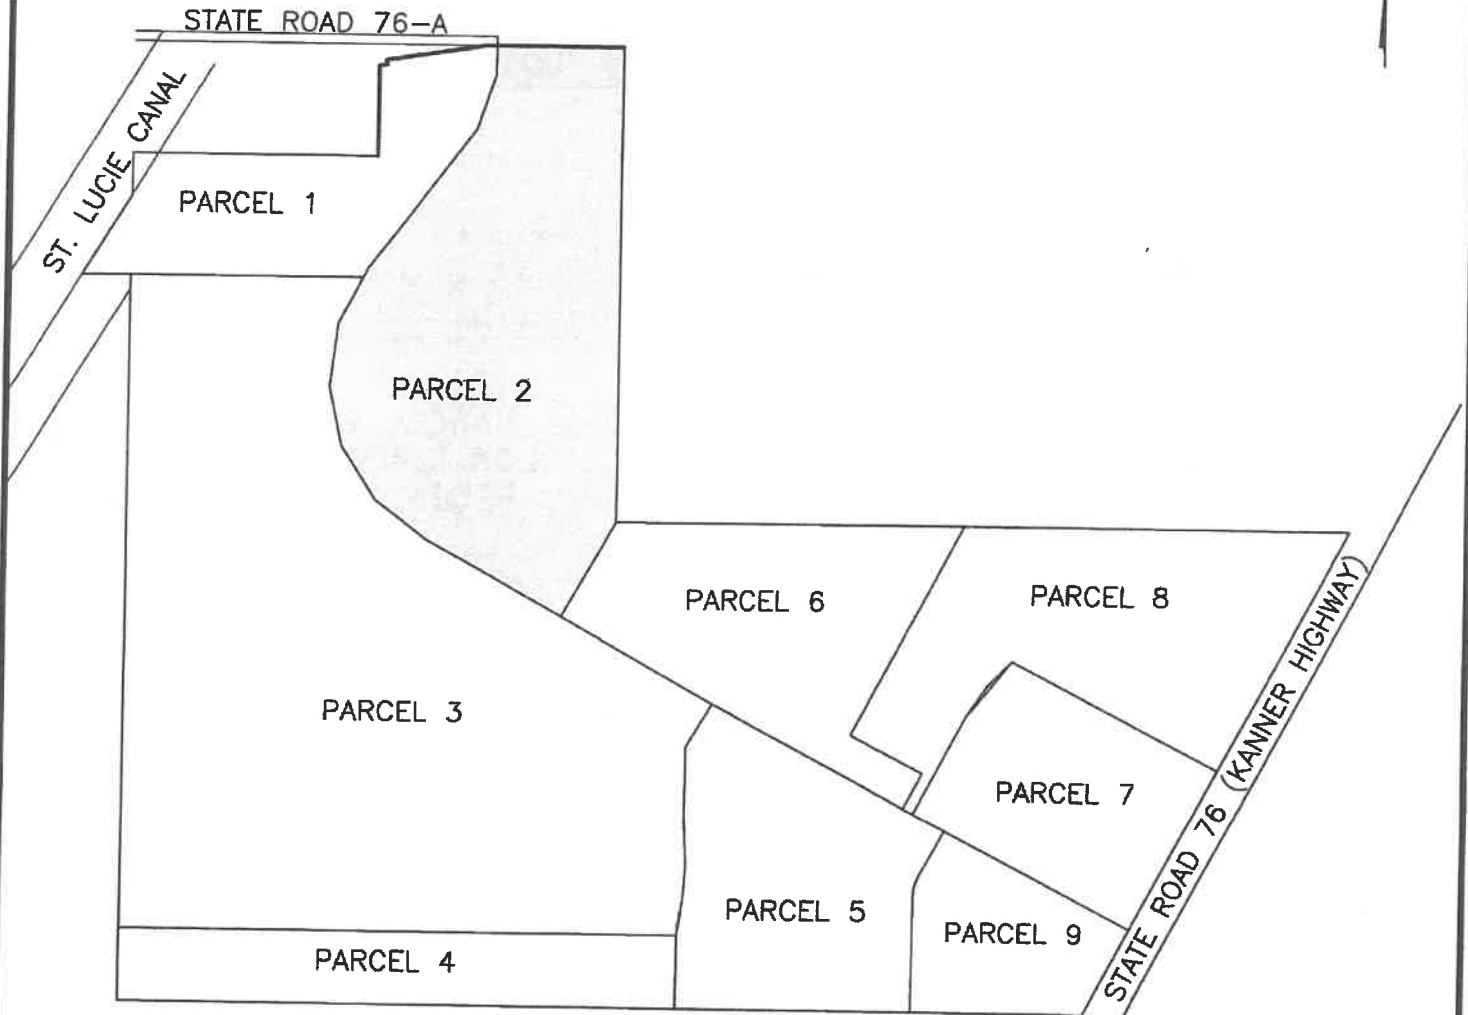 STATE ROAD 76-A
ST. LUCIE CANAL
PARCEL 1
PARCEL 2
PARCEL 6
PARCEL 8
PARCEL 3
PARCEL 7
PARCEL 5
PARCEL 9
PARCEL 4
STATE ROAD 76 (KANNER HIGHWAY)